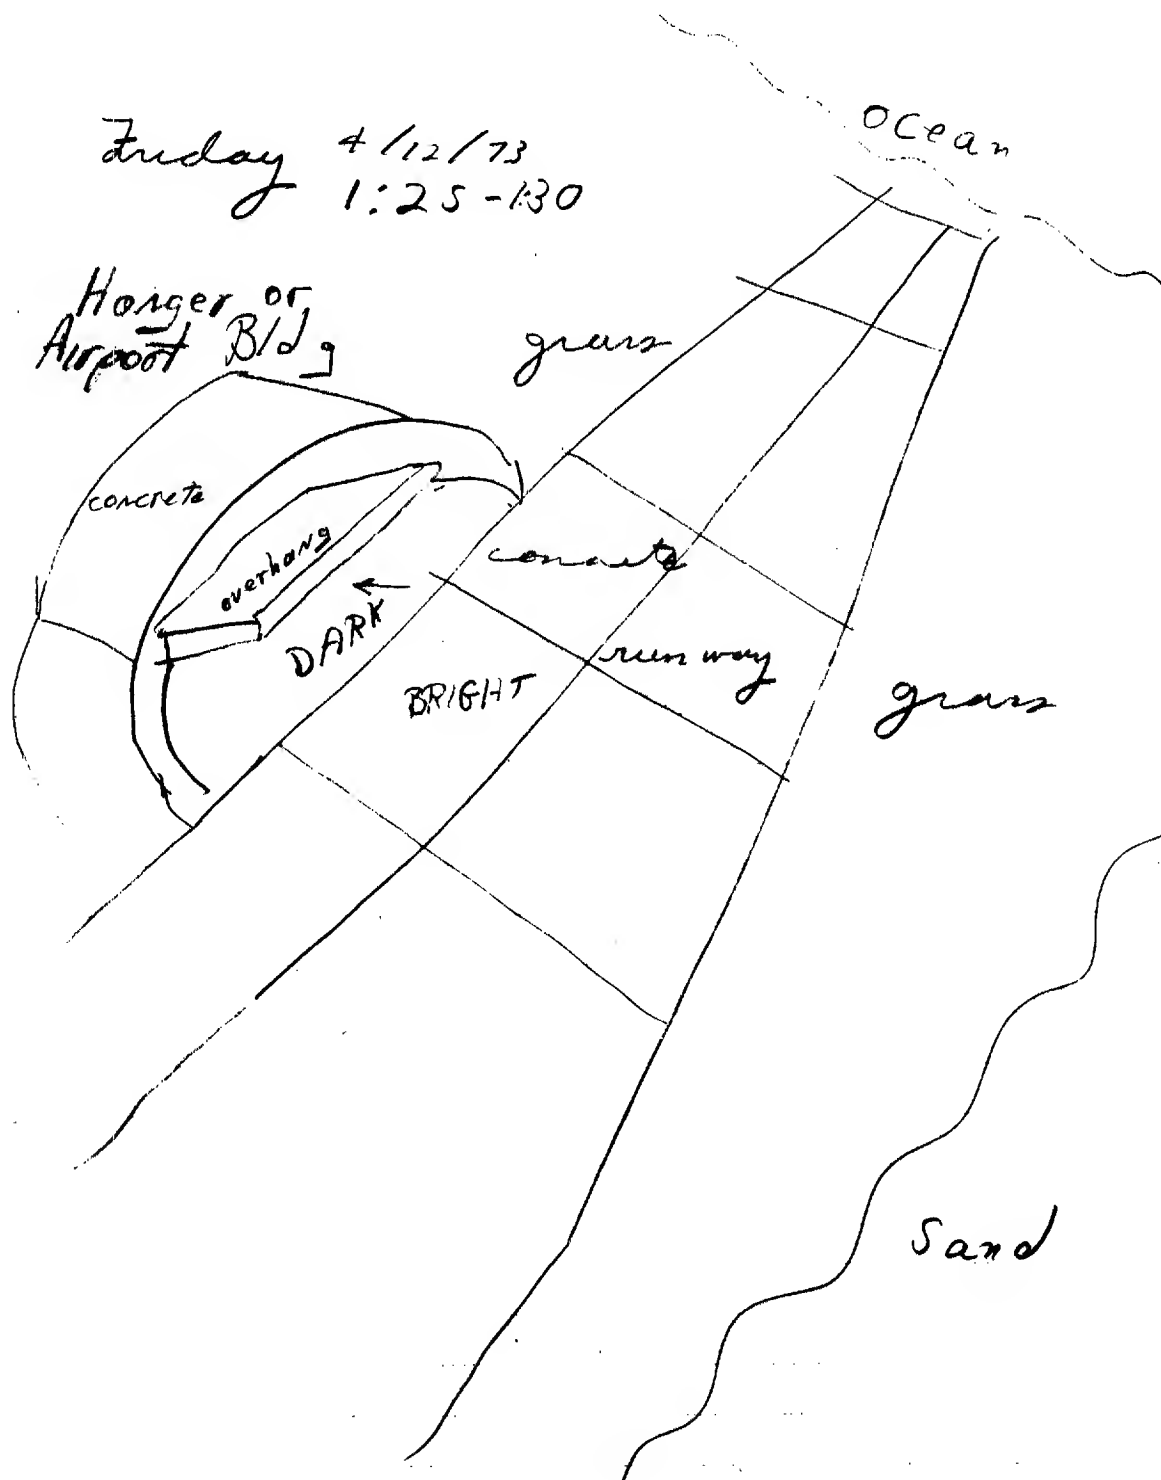 Friday 4/12/73
1:25-1:30
Ocean
Hanger or
Airport Bldg
grass
concrete
overhang
concrete
DARK
runway
BRIGHT
grass
Sand